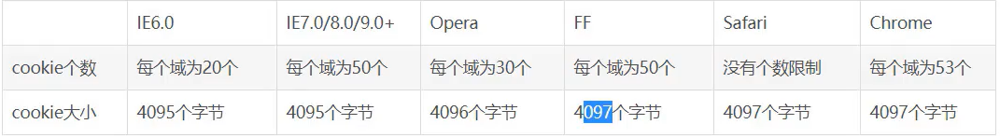 IE6.0 IE7.0/8.0/9.0+ Opera FF Safari Chrome
cookie个数 每个域为20个 每个域为50个 每个域为30个 每个域为50个 没有个数限制 每个域为53个
cookie大小 4095个字节 4095个字节 4096个字节 4097个字节 4097个字节 4097个字节